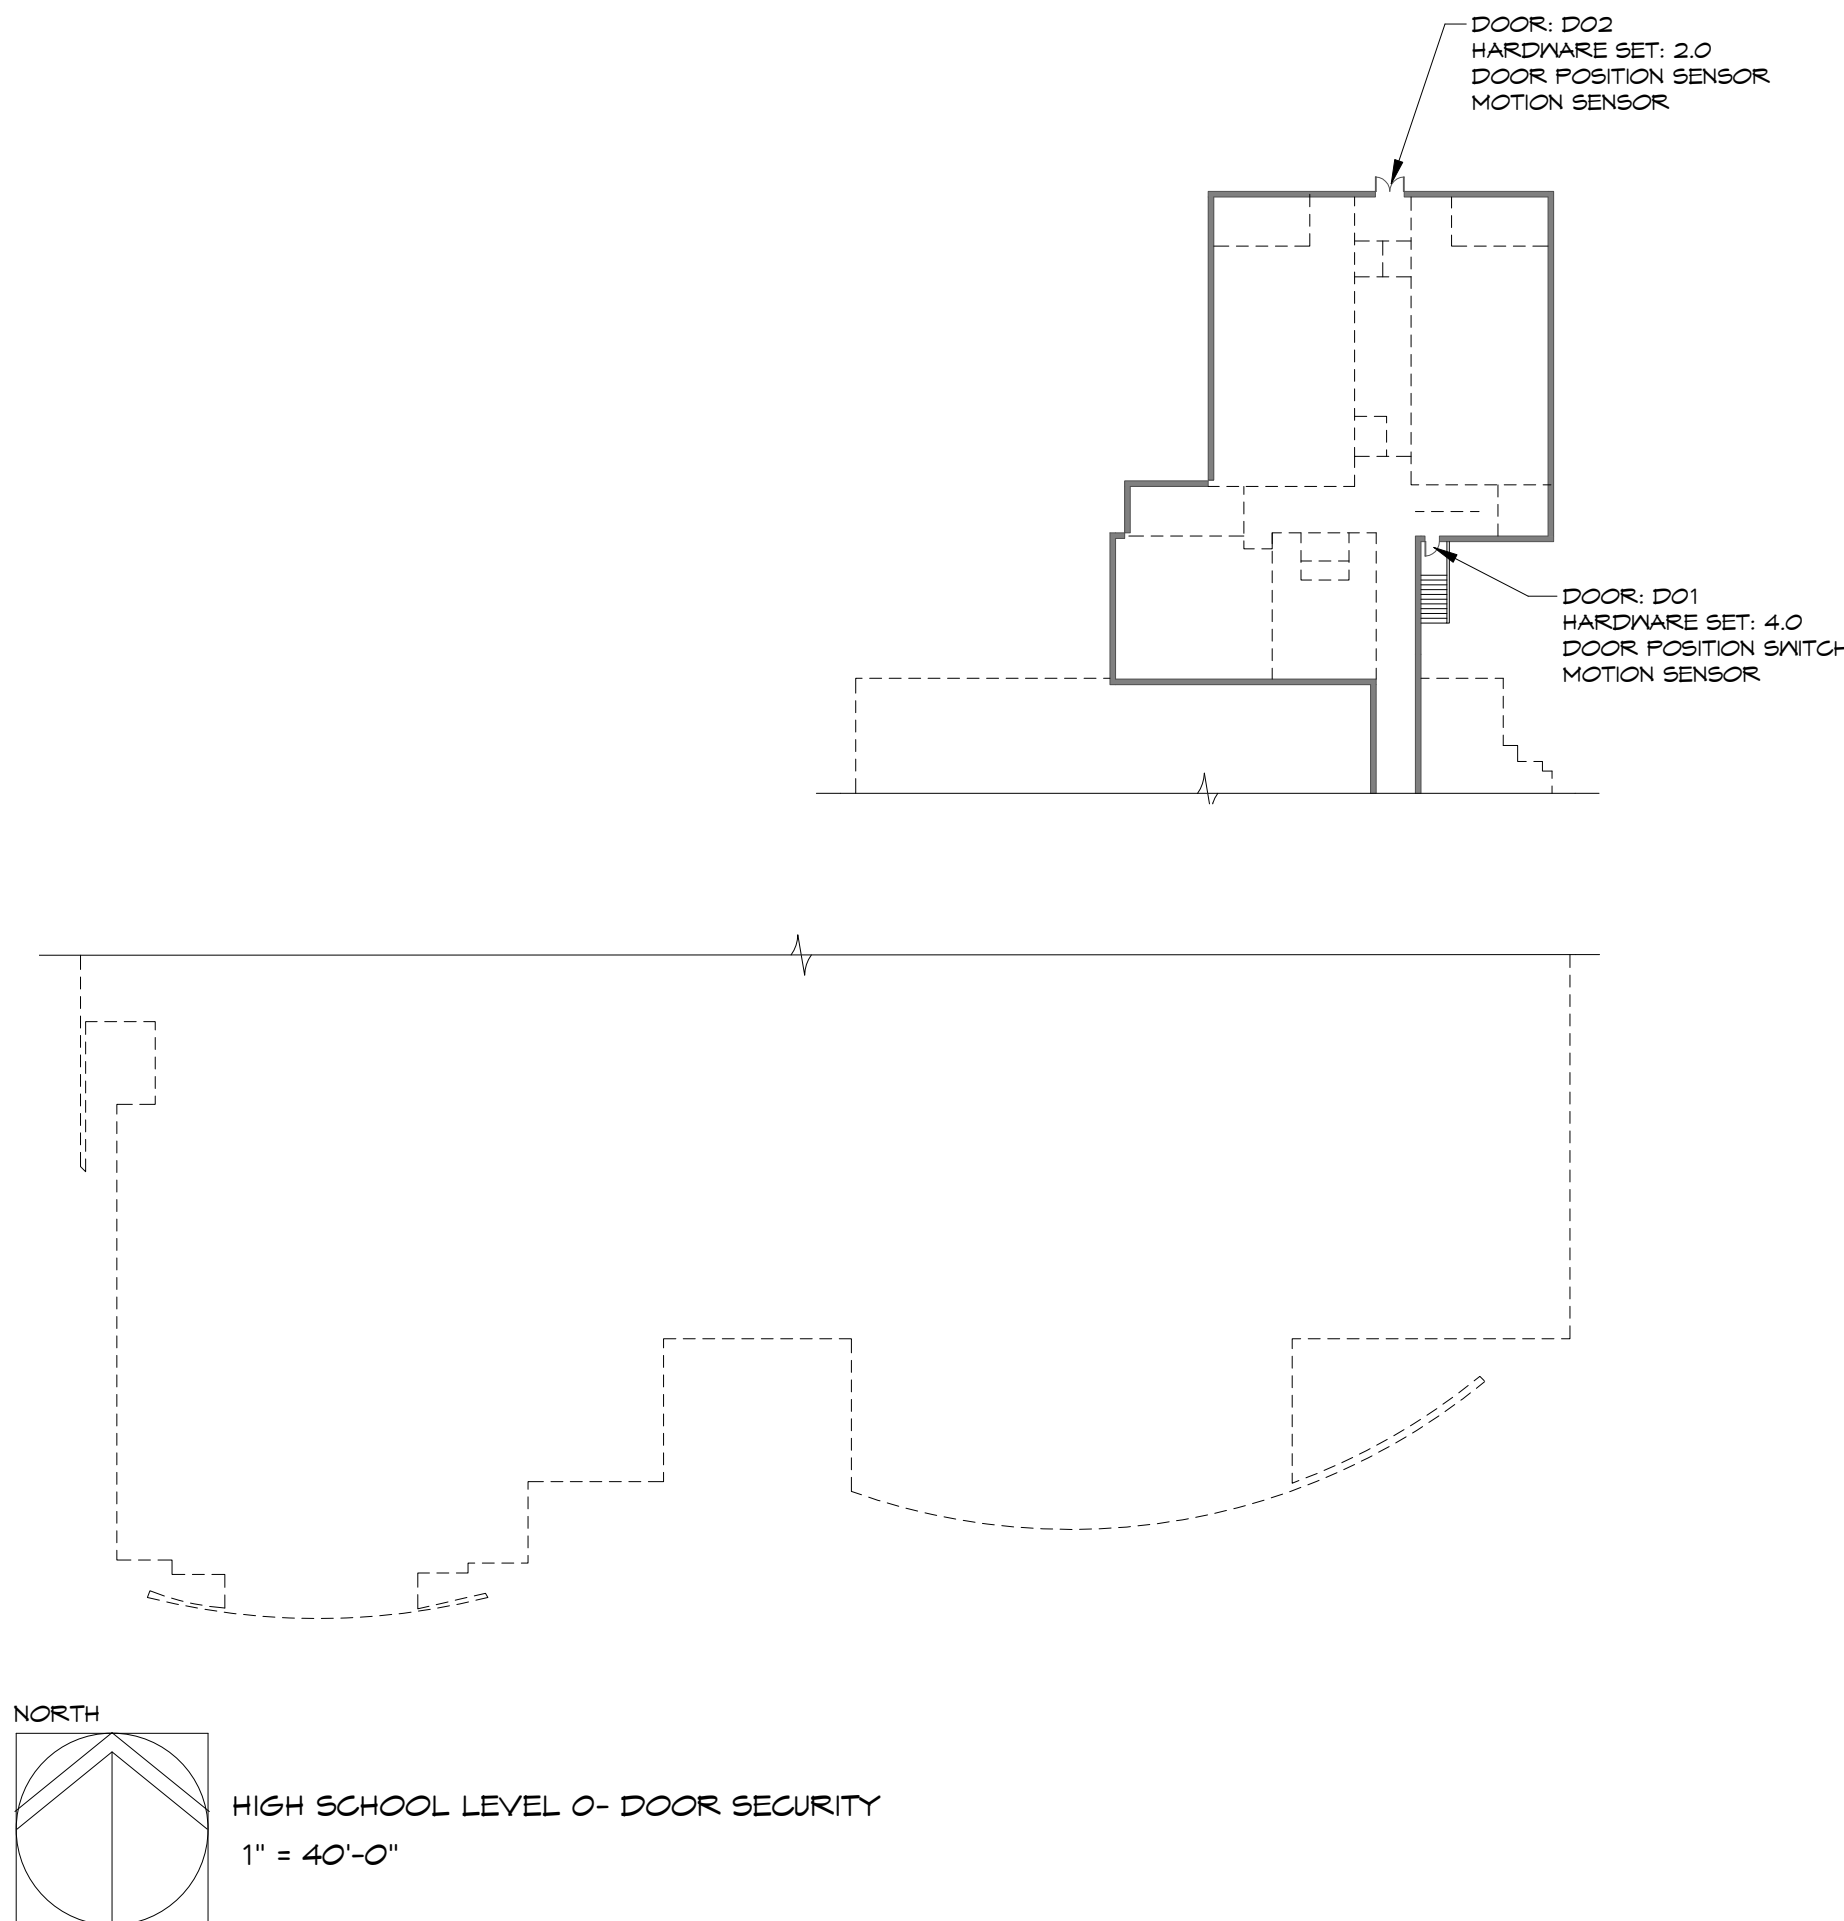 DOOR: D02
HARDWARE SET: 2.0
DOOR POSITION SENSOR
MOTION SENSOR
DOOR: D01
HARDWARE SET: 4.0
DOOR POSITION SWITCH
MOTION SENSOR
NORTH
HIGH SCHOOL LEVEL 0- DOOR SECURITY
1" = 40'-0"